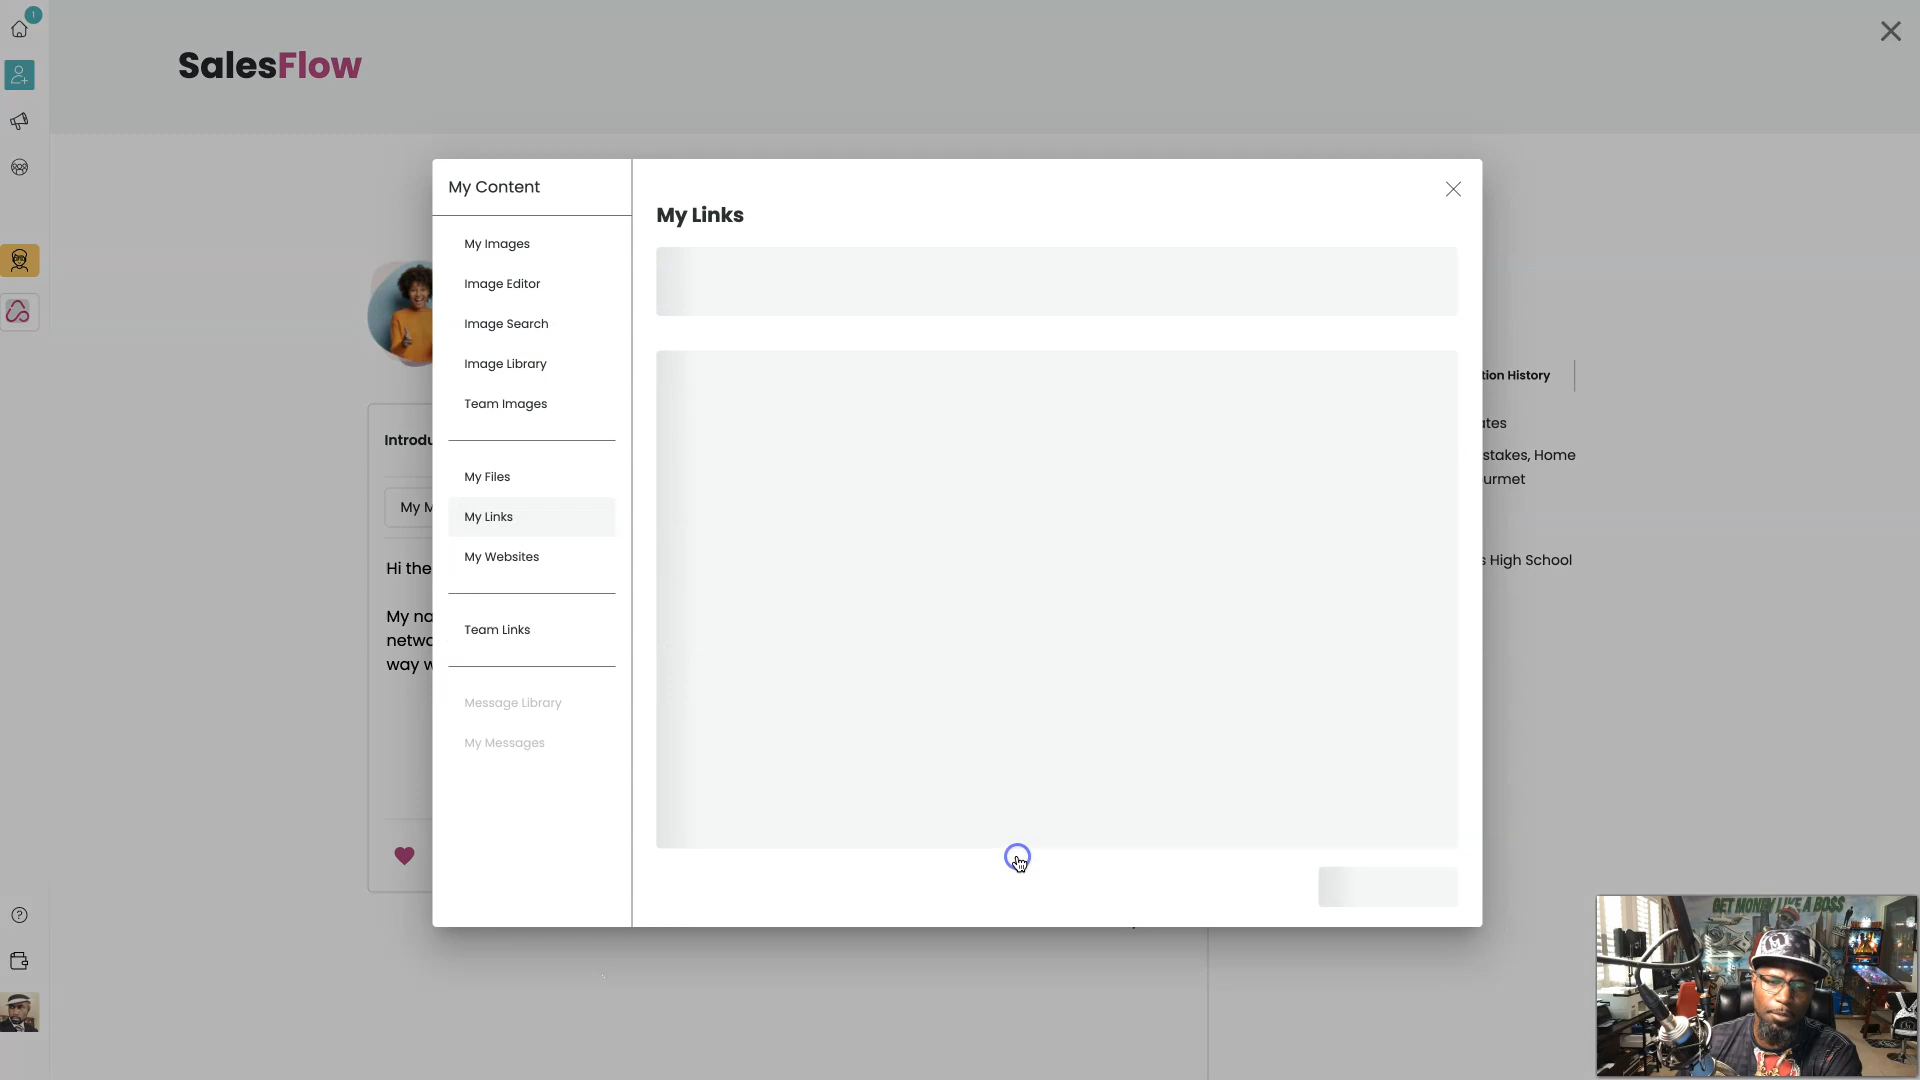 1
SalesFlow
My Content
My Images
Image Editor
Image Search
Image Library
Team Images
My Files
My Links
My Websites
Team Links
Message Library
My Messages
My Links
Introdu
My M
Hi the
My na
netwo
way w
tion History
ates
stakes, Home
urmet
s High School
GET MONEY LIKE A BOSS